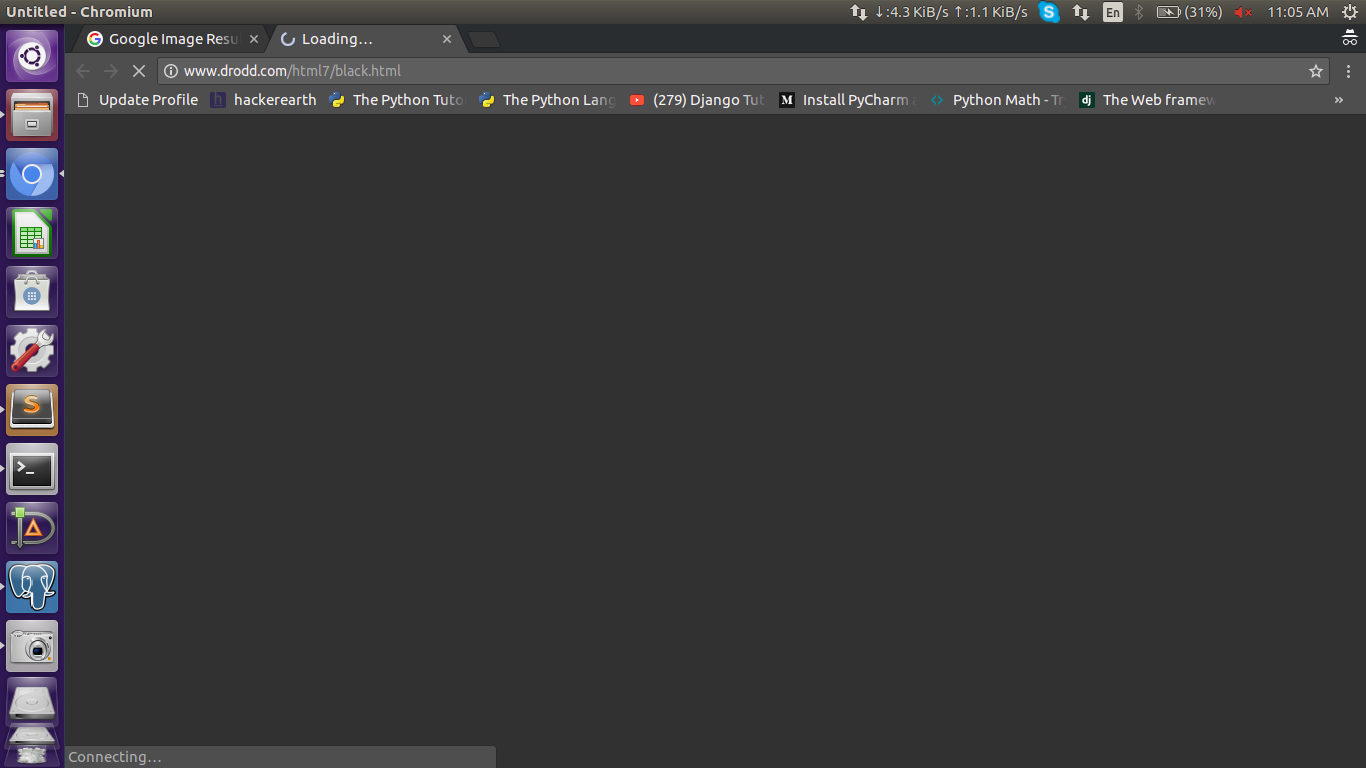 Untitled - Chromium
↓:4.3 KiB/s ↑:1.1 KiB/s S En (31%) 11:05 AM
Google Image Resu Loading…
www.drodd.com/html7/black.html
Update Profile h hackerearth The Python Tuto The Python Lang (279) Django Tut M Install PyCharm a Python Math - Tr dj The Web framew »
S
>_
Connecting…